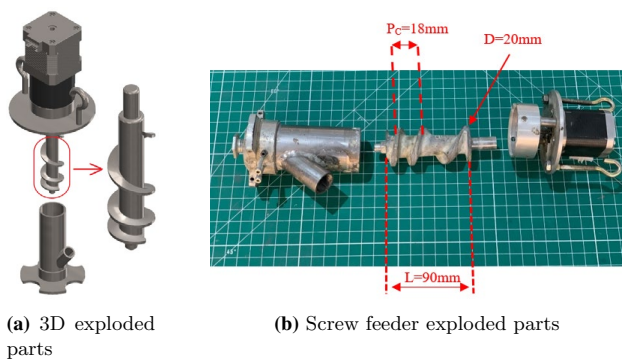 P_C=18mm
D=20mm
L=90mm
(a) 3D exploded
parts
(b) Screw feeder exploded parts